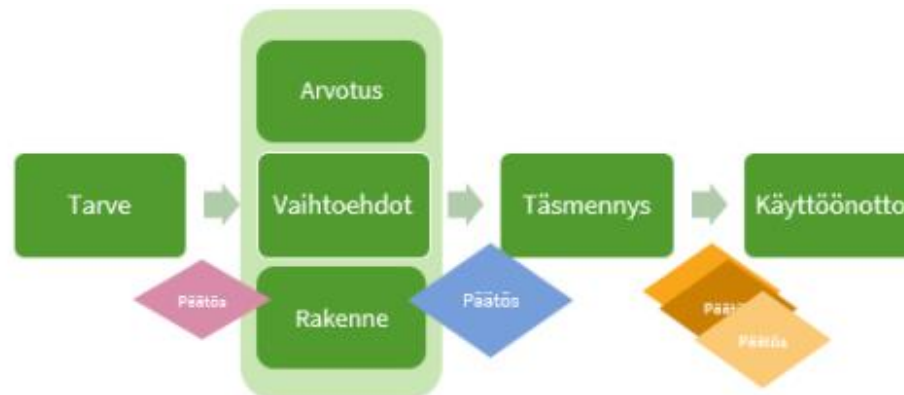 Arvotus
Tarve
Vaihtoehdot
Täsmennys
Käyttöönotto
Rakenne
Päätös
Päätös
Päätös